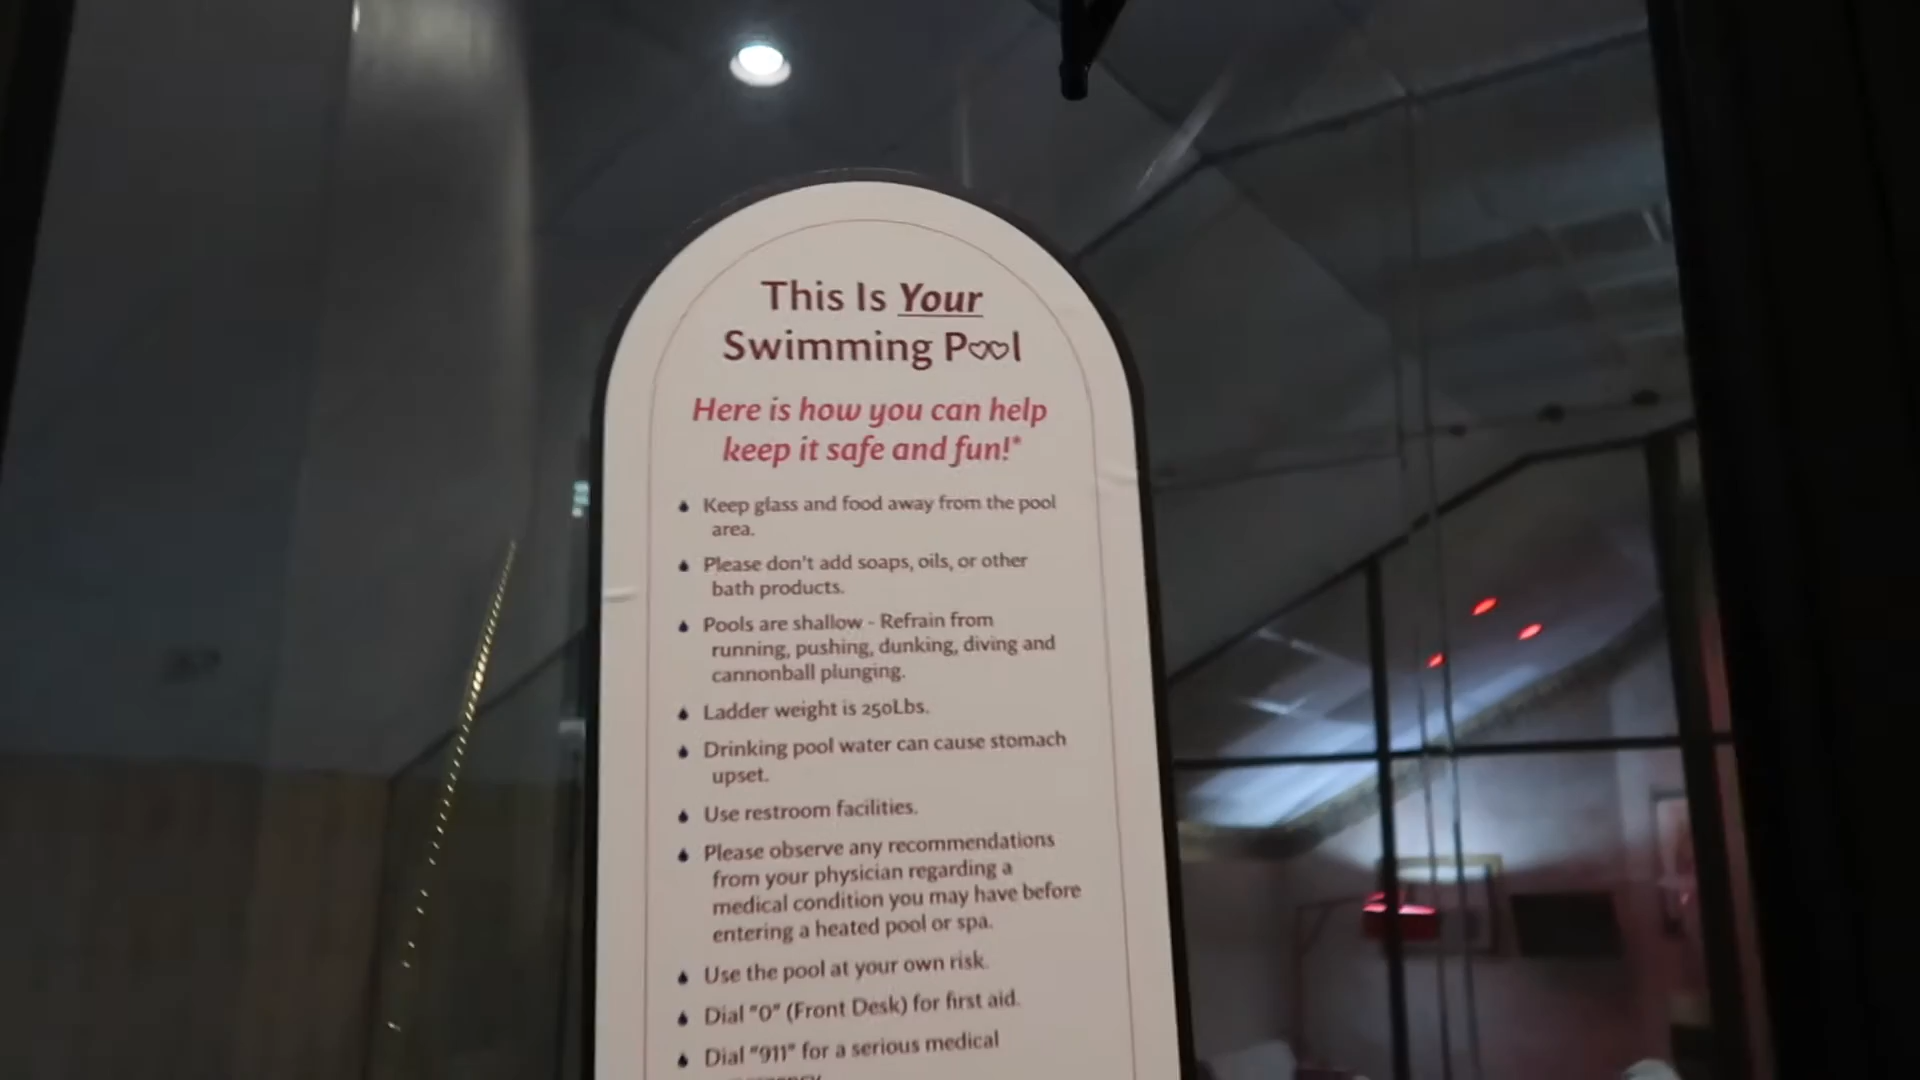 This Is Your
Swimming Pool
Here is how you can help
keep it safe and fun!*
Keep glass and food away from the pool
area.
Please don't add soaps, oils, or other
bath products.
Pools are shallow - Refrain from
running, pushing, dunking, diving and
cannonball plunging.
Ladder weight is 250Lbs.
Drinking pool water can cause stomach
upset.
Use restroom facilities.
Please observe any recommendations
from your physician regarding a
medical condition you may have before
entering a heated pool or spa.
Use the pool at your own risk.
Dial "0" (Front Desk) for first aid.
Dial "911" for a serious medical